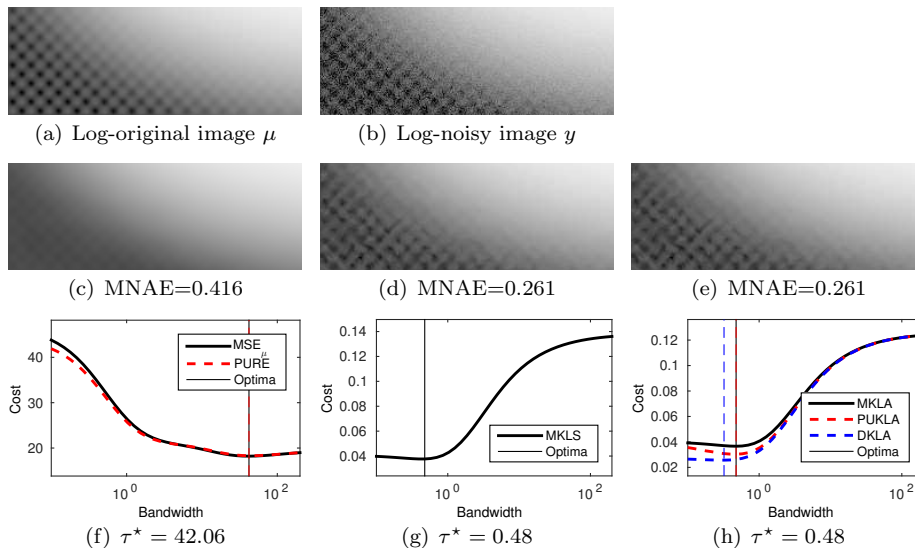 (a) Log-original image μ
(b) Log-noisy image y
(c) MNAE=0.416
(d) MNAE=0.261
(e) MNAE=0.261
Cost
40
30
20
MSE
PURE
μ
Optima
10^0
10^2
Bandwidth
(f) τ* = 42.06
Cost
0.14
0.12
0.1
0.08
0.06
0.04
MKLS
Optima
10^0
10^2
Bandwidth
(g) τ* = 0.48
Cost
0.12
0.1
0.08
0.06
0.04
0.02
MKLA
PUKLA
DKLA
Optima
10^0
10^2
Bandwidth
(h) τ* = 0.48